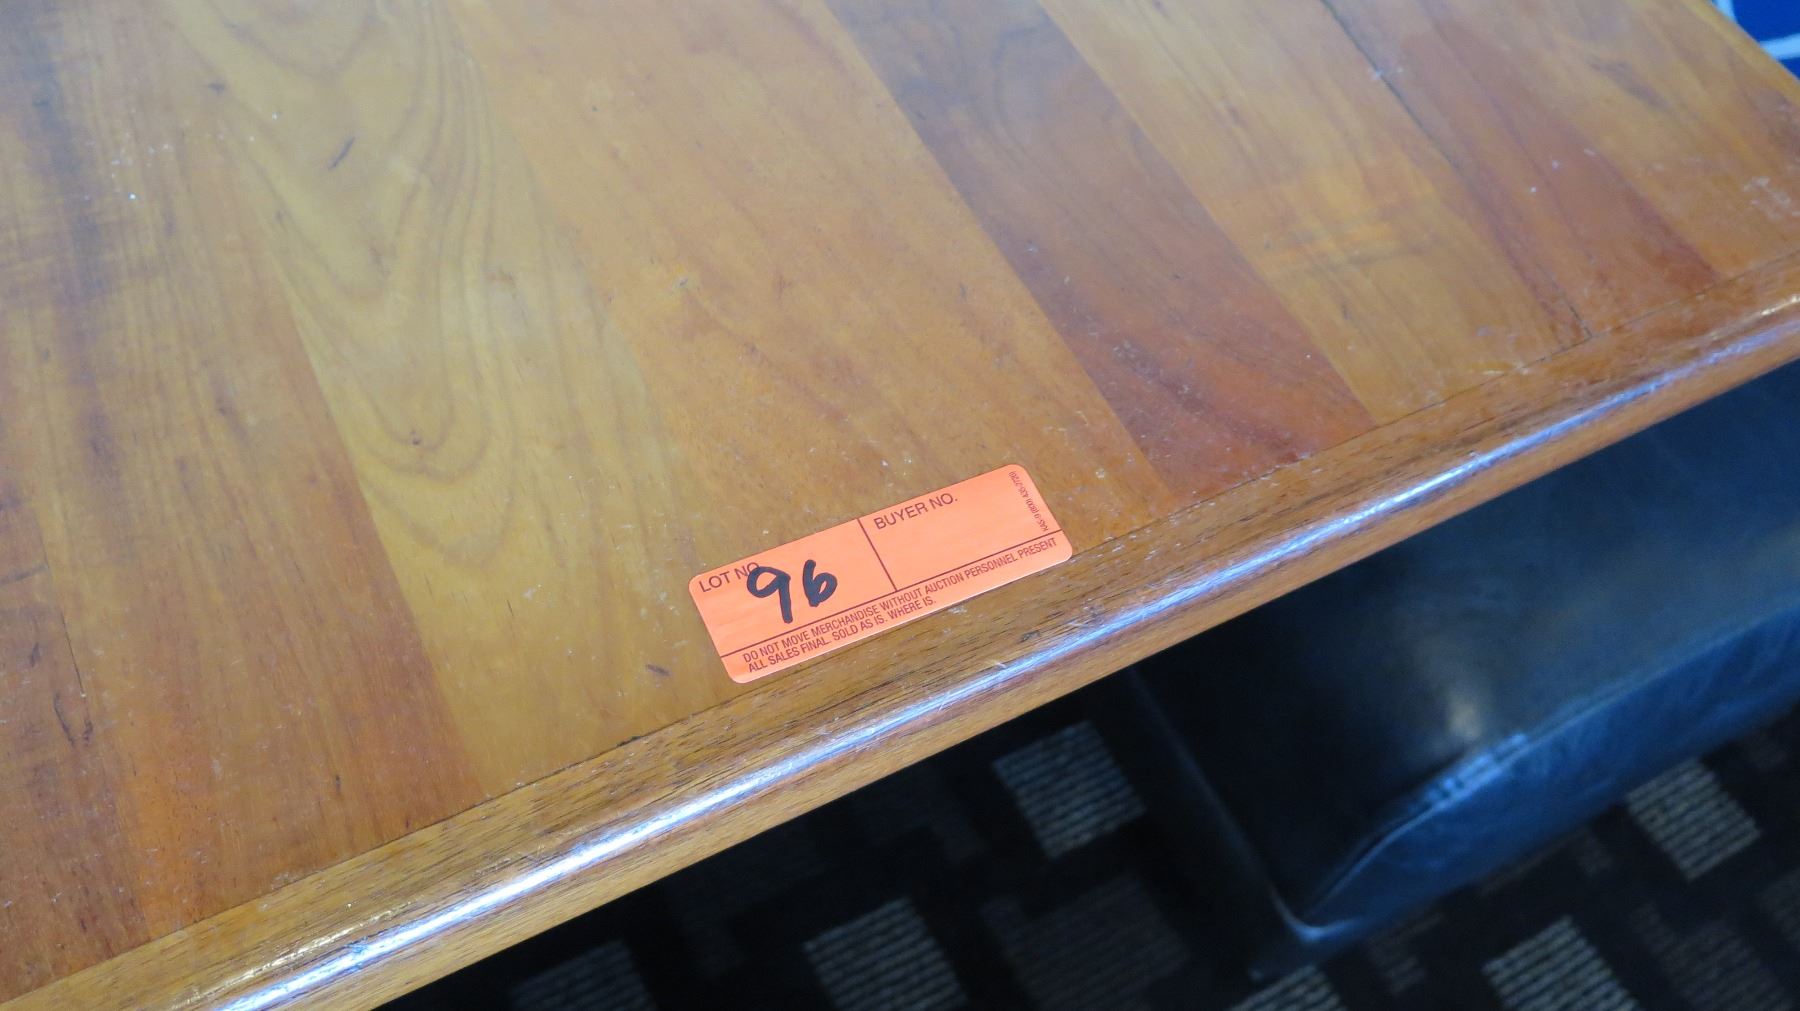 LOT NO.
96
BUYER NO.
DO NOT MOVE MERCHANDISE WITHOUT AUCTION PERSONNEL PRESENT
ALL SALES FINAL. SOLD AS IS. WHERE IS.